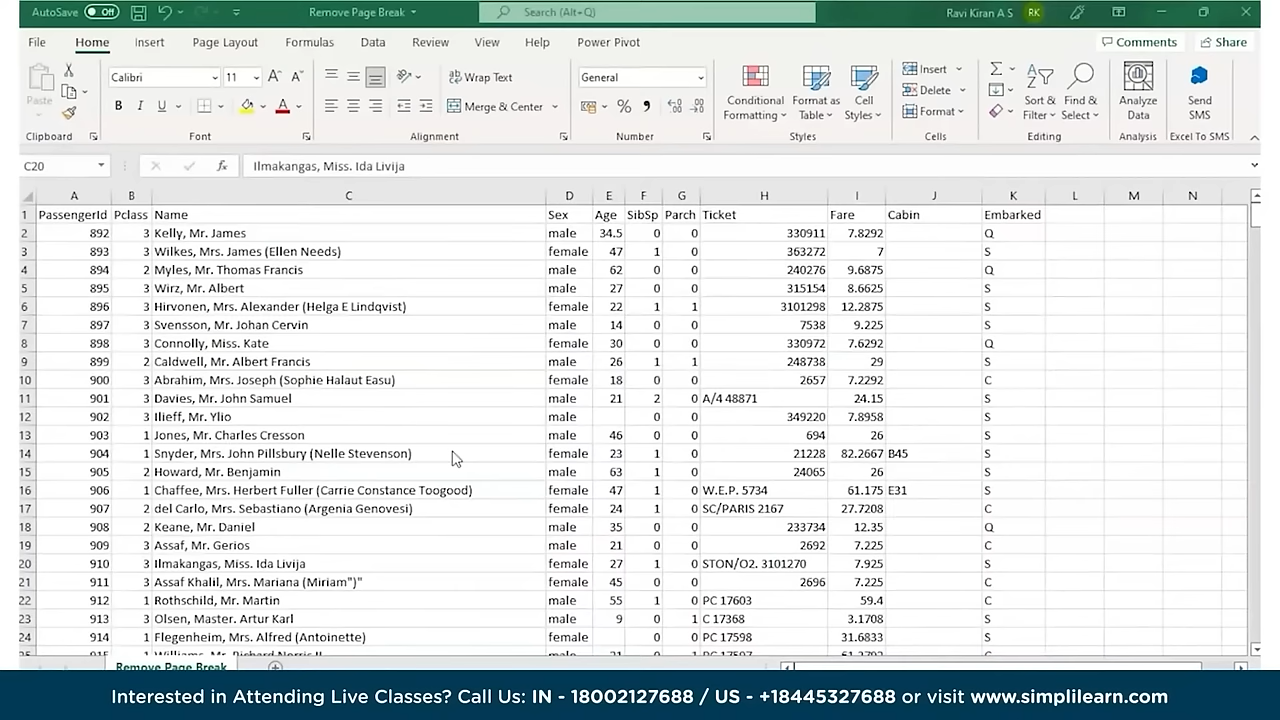 AutoSave Off Remove Page Break Search (Alt+Q) Ravi Kiran A S RK
File Home Insert Page Layout Formulas Data Review View Help Power Pivot Comments Share
Paste Calibri 11 Wrap Text General Conditional Formatting Format as Table Cell Styles Insert Sort & Filter Find & Select Analyze Data Send SMS
B I U A Merge & Center % Delete
Format
Clipboard Font Alignment Number Styles Cells Editing Analysis Excel To SMS
C20 fx Ilmakangas, Miss. Ida Livija
A B C D E F G H I J K L M N
1 PassengerId Pclass Name Sex Age SibSp Parch Ticket Fare Cabin Embarked
2 892 3 Kelly, Mr. James male 34.5 0 0 330911 7.8292 Q
3 893 3 Wilkes, Mrs. James (Ellen Needs) female 47 1 0 363272 7 S
4 894 2 Myles, Mr. Thomas Francis male 62 0 0 240276 9.6875 Q
5 895 3 Wirz, Mr. Albert male 27 0 0 315154 8.6625 S
6 896 3 Hirvonen, Mrs. Alexander (Helga E Lindqvist) female 22 1 1 3101298 12.2875 S
7 897 3 Svensson, Mr. Johan Cervin male 14 0 0 7538 9.225 S
8 898 3 Connolly, Miss. Kate female 30 0 0 330972 7.6292 Q
9 899 2 Caldwell, Mr. Albert Francis male 26 1 1 248738 29 S
10 900 3 Abrahim, Mrs. Joseph (Sophie Halaut Easu) female 18 0 0 2657 7.2292 C
11 901 3 Davies, Mr. John Samuel male 21 2 0 A/4 48871 24.15 S
12 902 3 Ilieff, Mr. Ylio male 0 0 349220 7.8958 S
13 903 1 Jones, Mr. Charles Cresson male 46 0 0 694 26 S
14 904 1 Snyder, Mrs. John Pillsbury (Nelle Stevenson) female 23 1 0 21228 82.2667 B45 S
15 905 2 Howard, Mr. Benjamin male 63 1 0 24065 26 S
16 906 1 Chaffee, Mrs. Herbert Fuller (Carrie Constance Toogood) female 47 1 0 W.E.P. 5734 61.175 E31 S
17 907 2 del Carlo, Mrs. Sebastiano (Argenia Genovesi) female 24 1 0 SC/PARIS 2167 27.7208 C
18 908 2 Keane, Mr. Daniel male 35 0 0 233734 12.35 Q
19 909 3 Assaf, Mr. Gerios male 21 0 0 2692 7.225 C
20 910 3 Ilmakangas, Miss. Ida Livija female 27 1 0 STON/O2. 3101270 7.925 S
21 911 3 Assaf Khalil, Mrs. Mariana (Miriam")" female 45 0 0 2696 7.225 C
22 912 1 Rothschild, Mr. Martin male 55 1 0 PC 17603 59.4 C
23 913 3 Olsen, Master. Artur Karl male 9 0 1 C 17368 3.1708 S
24 914 1 Flegenheim, Mrs. Alfred (Antoinette) female 0 0 PC 17598 31.6833 S
Remove Page Break
Interested in Attending Live Classes? Call Us: IN - 18002127688 / US - +18445327688 or visit www.simplilearn.com